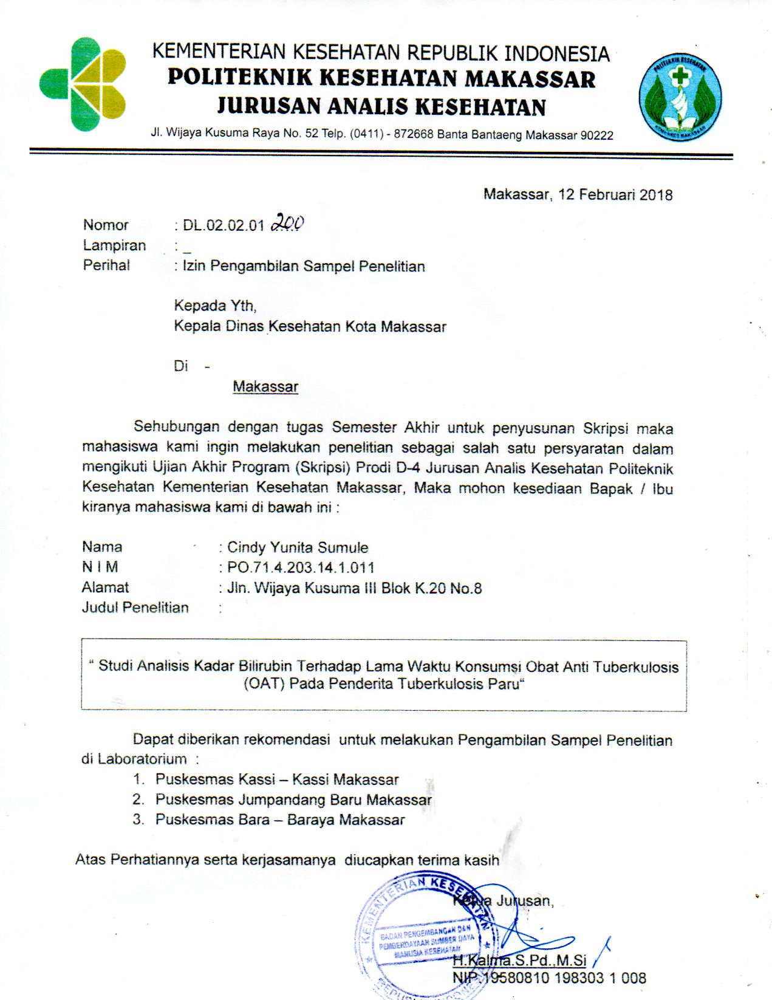 KEMENTERIAN KESEHATAN REPUBLIK INDONESIA
POLITEKNIK KESEHATAN MAKASSAR
JURUSAN ANALIS KESEHATAN
Jl. Wijaya Kusuma Raya No. 52 Telp. (0411) - 872668 Banta Bantaeng Makassar 90222
POLITEKNIK KESEHATAN
KEMENKES MAKASSAR
Makassar, 12 Februari 2018
Nomor : DL.02.02.01 200
Lampiran : _
Perihal : Izin Pengambilan Sampel Penelitian
Kepada Yth,
Kepala Dinas Kesehatan Kota Makassar
Di -
Makassar
Sehubungan dengan tugas Semester Akhir untuk penyusunan Skripsi maka
mahasiswa kami ingin melakukan penelitian sebagai salah satu persyaratan dalam
mengikuti Ujian Akhir Program (Skripsi) Prodi D-4 Jurusan Analis Kesehatan Politeknik
Kesehatan Kementerian Kesehatan Makassar, Maka mohon kesediaan Bapak / Ibu
kiranya mahasiswa kami di bawah ini :
Nama : Cindy Yunita Sumule
N I M : PO.71.4.203.14.1.011
Alamat : Jln. Wijaya Kusuma III Blok K.20 No.8
Judul Penelitian :
“ Studi Analisis Kadar Bilirubin Terhadap Lama Waktu Konsumsi Obat Anti Tuberkulosis
(OAT) Pada Penderita Tuberkulosis Paru“
Dapat diberikan rekomendasi untuk melakukan Pengambilan Sampel Penelitian
di Laboratorium :
1. Puskesmas Kassi – Kassi Makassar
2. Puskesmas Jumpandang Baru Makassar
3. Puskesmas Bara – Baraya Makassar
Atas Perhatiannya serta kerjasamanya diucapkan terima kasih
Ketua Jurusan,
KEMENTERIAN KESEHATAN
BADAN PENGEMBANGAN DAN
PEMBERDAYAAN SUMBER DAYA
MANUSIA KESEHATAN
REPUBLIK INDONESIA
H.Kalma.S.Pd.,M.Si
NIP.19580810 198303 1 008